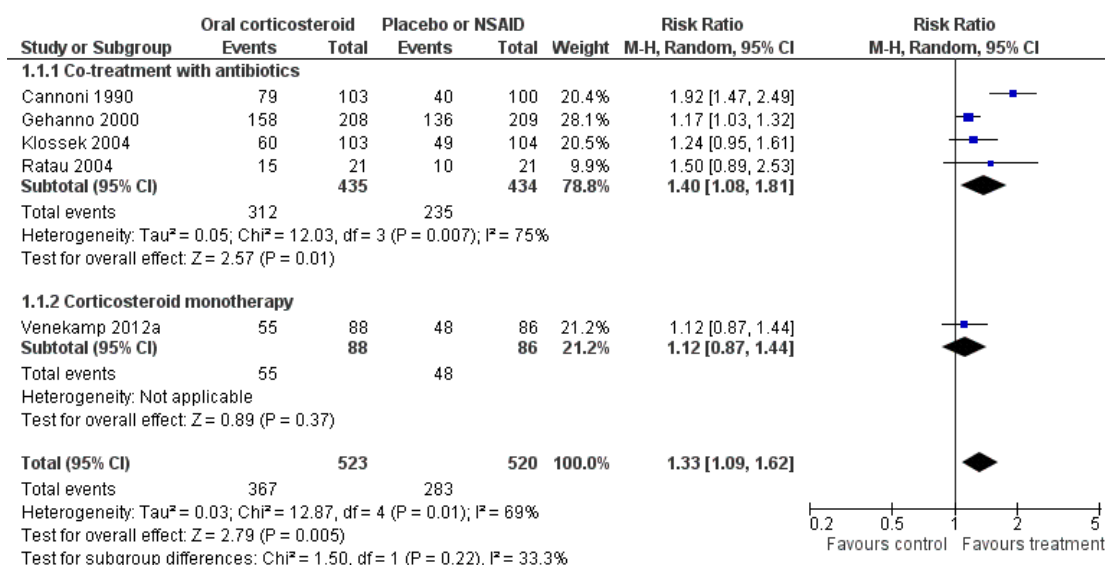 Oral corticosteroid Placebo or NSAID Risk Ratio Risk Ratio
Study or Subgroup Events Total Events Total Weight M-H, Random, 95% CI M-H, Random, 95% CI
1.1.1 Co-treatment with antibiotics
Cannoni 1990 79 103 40 100 20.4% 1.92 [1.47, 2.49]
Gehanno 2000 158 208 136 209 28.1% 1.17 [1.03, 1.32]
Klossek 2004 60 103 49 104 20.5% 1.24 [0.95, 1.61]
Ratau 2004 15 21 10 21 9.9% 1.50 [0.89, 2.53]
Subtotal (95% CI) 435 434 78.8% 1.40 [1.08, 1.81]
Total events 312 235
Heterogeneity: Tau² = 0.05; Chi² = 12.03, df = 3 (P = 0.007); I² = 75%
Test for overall effect: Z = 2.57 (P = 0.01)
1.1.2 Corticosteroid monotherapy
Venekamp 2012a 55 88 48 86 21.2% 1.12 [0.87, 1.44]
Subtotal (95% CI) 88 86 21.2% 1.12 [0.87, 1.44]
Total events 55 48
Heterogeneity: Not applicable
Test for overall effect: Z = 0.89 (P = 0.37)
Total (95% CI) 523 520 100.0% 1.33 [1.09, 1.62]
Total events 367 283
Heterogeneity: Tau² = 0.03; Chi² = 12.87, df = 4 (P = 0.01); I² = 69%
Test for overall effect: Z = 2.79 (P = 0.005)
Test for subgroup differences: Chi² = 1.50, df = 1 (P = 0.22), I² = 33.3%
0.2 0.5 1 2 5
Favours control Favours treatment